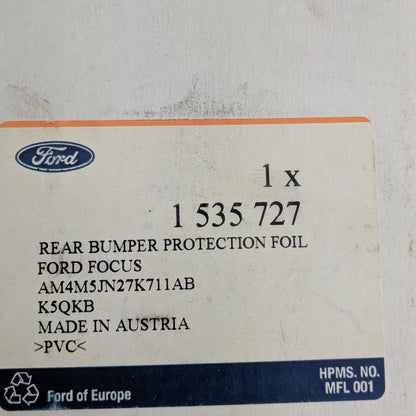 Ford
1 x
1 535 727
REAR BUMPER PROTECTION FOIL
FORD FOCUS
AM4M5JN27K711AB
K5QKB
MADE IN AUSTRIA
>PVC<
Ford of Europe
HPMS. NO.
MFL 001